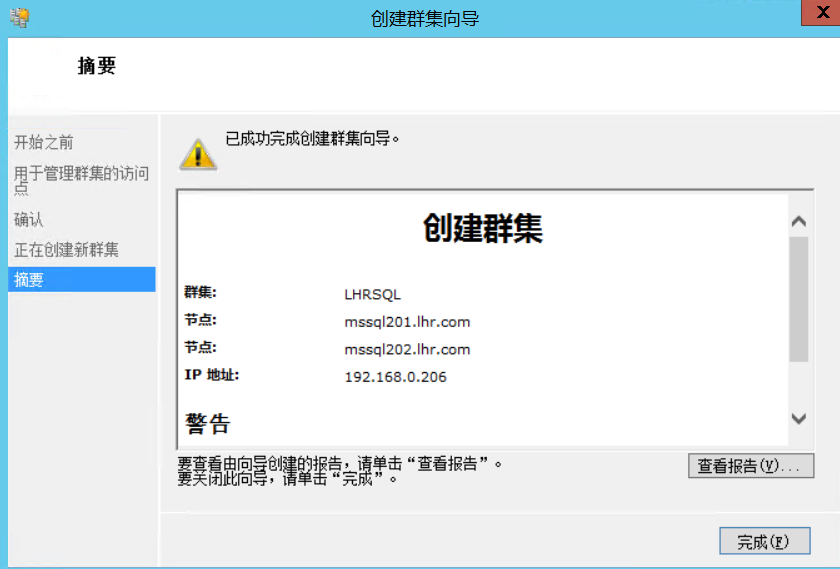 创建群集向导
摘要
开始之前
用于管理群集的访问
点
确认
正在创建新群集
摘要
已成功完成创建群集向导。
创建群集
群集: LHRSQL
节点: mssql201.lhr.com
节点: mssql202.lhr.com
IP 地址: 192.168.0.206
警告
要查看由向导创建的报告，请单击“查看报告”。
要关闭此向导，请单击“完成”。
查看报告(V)...
完成(F)